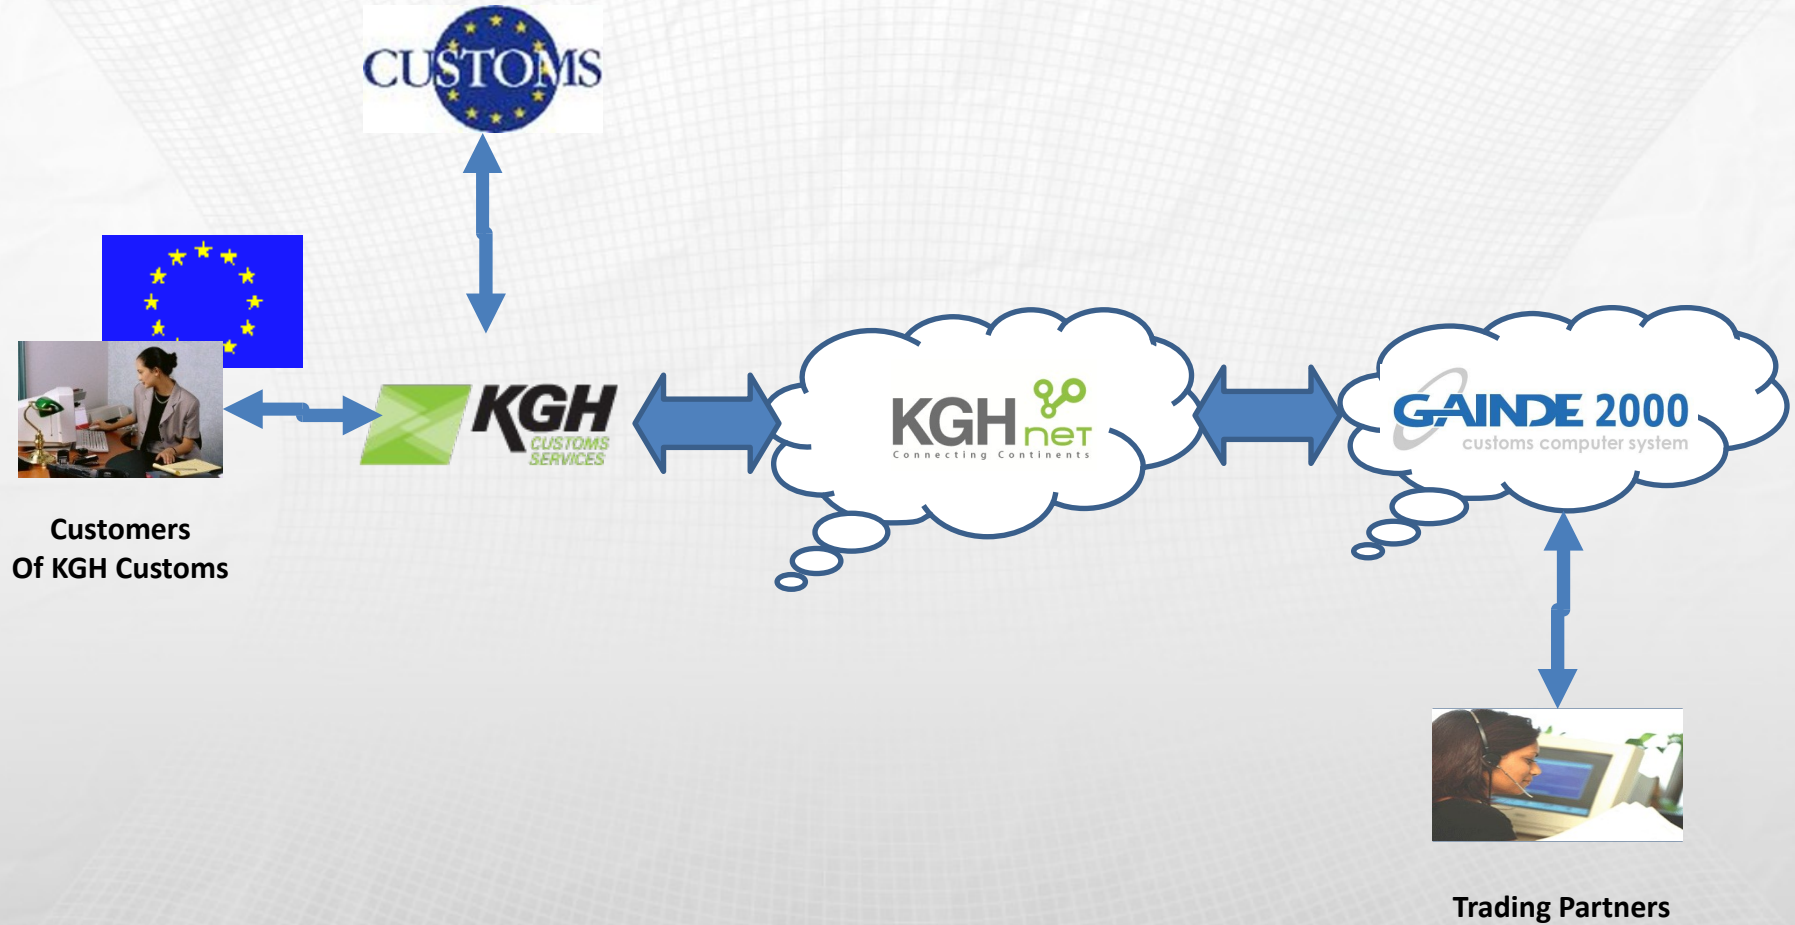 CUSTOMS
KGH
CUSTOMS
SERVICES
KGH net
Connecting Continents
GAINDE 2000
customs computer system
Customers
Of KGH Customs
Trading Partners